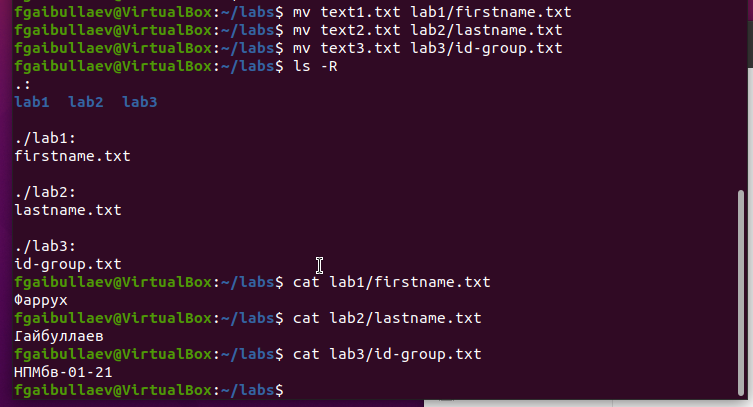 fgaibullaev@VirtualBox:~/labs$ mv text1.txt lab1/firstname.txt
fgaibullaev@VirtualBox:~/labs$ mv text2.txt lab2/lastname.txt
fgaibullaev@VirtualBox:~/labs$ mv text3.txt lab3/id-group.txt
fgaibullaev@VirtualBox:~/labs$ ls -R
.:
lab1  lab2  lab3
./lab1:
firstname.txt
./lab2:
lastname.txt
./lab3:
id-group.txt
fgaibullaev@VirtualBox:~/labs$ cat lab1/firstname.txt
Фаррух
fgaibullaev@VirtualBox:~/labs$ cat lab2/lastname.txt
Гайбуллаев
fgaibullaev@VirtualBox:~/labs$ cat lab3/id-group.txt
НПМбв-01-21
fgaibullaev@VirtualBox:~/labs$